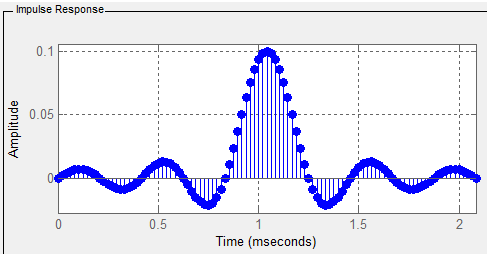 Impulse Response
0.1
0.05
0
Amplitude
0 0.5 1 1.5 2
Time (mseconds)